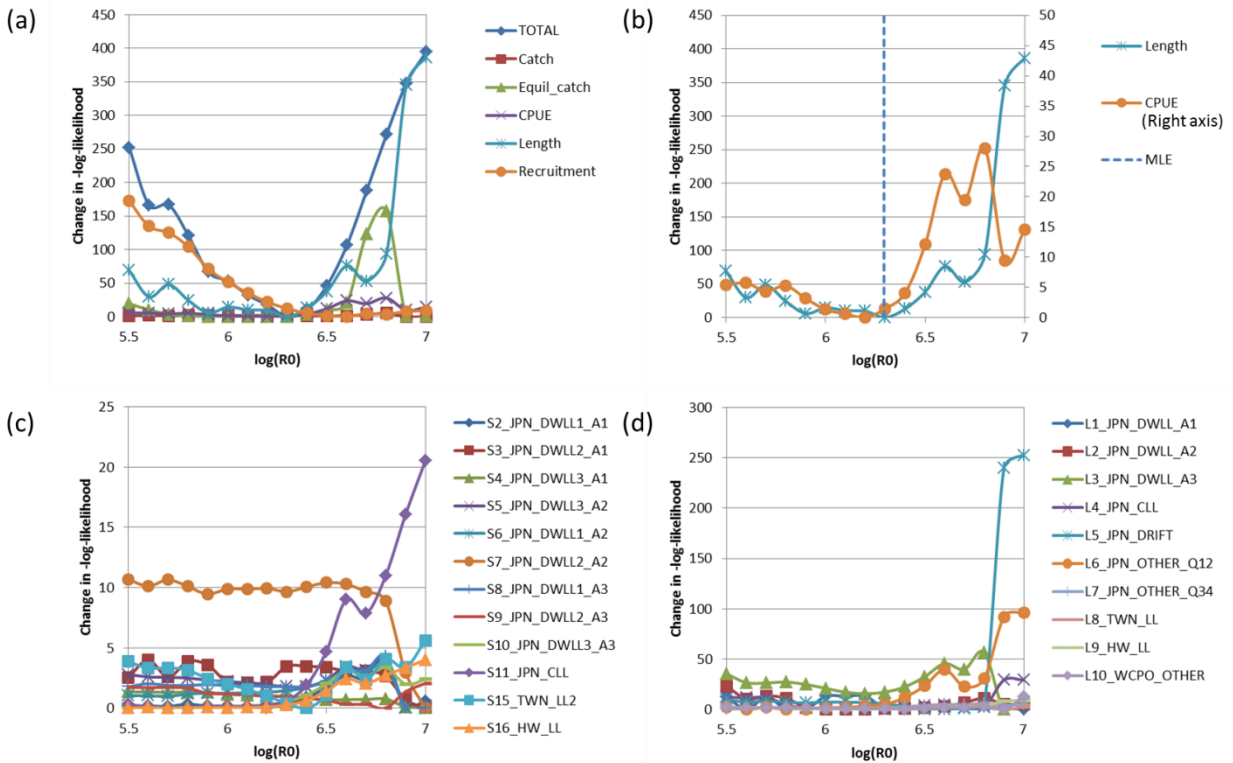 (a)
450
400
350
300
250
200
150
100
50
0
Change in -log-likelihood
5.5
6
6.5
7
log(R0)
TOTAL
Catch
Equil_catch
CPUE
Length
Recruitment
(b)
450
400
350
300
250
200
150
100
50
0
Change in -log-likelihood
50
45
40
35
30
25
20
15
10
5
0
5.5
6
6.5
7
log(R0)
Length
CPUE
(Right axis)
MLE
(c)
25
20
15
10
5
0
Change in -log-likelihood
5.5
6
6.5
7
log(R0)
S2_JPN_DWLL1_A1
S3_JPN_DWLL2_A1
S4_JPN_DWLL3_A1
S5_JPN_DWLL3_A2
S6_JPN_DWLL1_A2
S7_JPN_DWLL2_A2
S8_JPN_DWLL1_A3
S9_JPN_DWLL2_A3
S10_JPN_DWLL3_A3
S11_JPN_CLL
S15_TWN_LL2
S16_HW_LL
(d)
300
250
200
150
100
50
0
Change in -log-likelihood
5.5
6
6.5
7
log(R0)
L1_JPN_DWLL_A1
L2_JPN_DWLL_A2
L3_JPN_DWLL_A3
L4_JPN_CLL
L5_JPN_DRIFT
L6_JPN_OTHER_Q12
L7_JPN_OTHER_Q34
L8_TWN_LL
L9_HW_LL
L10_WCPO_OTHER